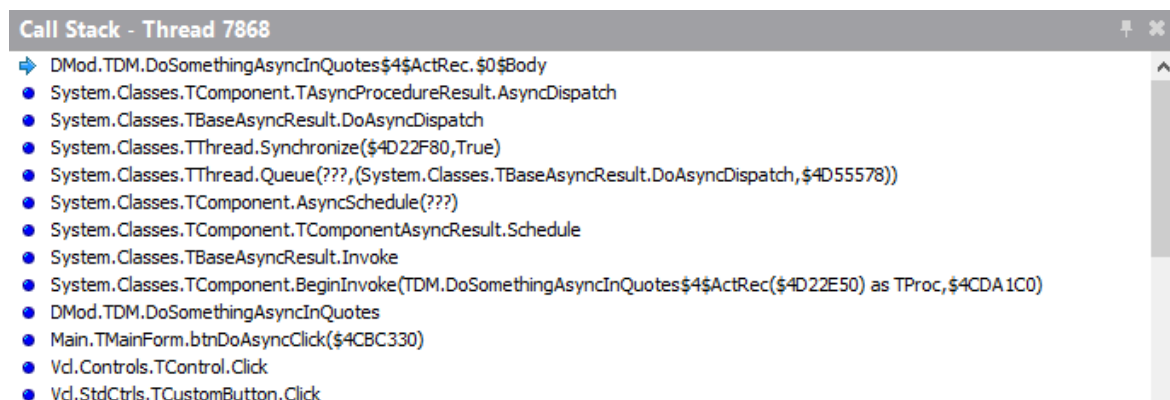 Call Stack - Thread 7868
DMod.TDM.DoSomethingAsyncInQuotes$4$ActRec.$0$Body
System.Classes.TComponent.TAsyncProcedureResult.AsyncDispatch
System.Classes.TBaseAsyncResult.DoAsyncDispatch
System.Classes.TThread.Synchronize($4D22F80,True)
System.Classes.TThread.Queue(???,(System.Classes.TBaseAsyncResult.DoAsyncDispatch,$4D55578))
System.Classes.TComponent.AsyncSchedule(???)
System.Classes.TComponent.TComponentAsyncResult.Schedule
System.Classes.TBaseAsyncResult.Invoke
System.Classes.TComponent.BeginInvoke(TDM.DoSomethingAsyncInQuotes$4$ActRec($4D22E50) as TProc,$4CDA1C0)
DMod.TDM.DoSomethingAsyncInQuotes
Main.TMainForm.btnDoAsyncClick($4CBC330)
Vcl.Controls.TControl.Click
Vcl.StdCtrls.TCustomButton.Click